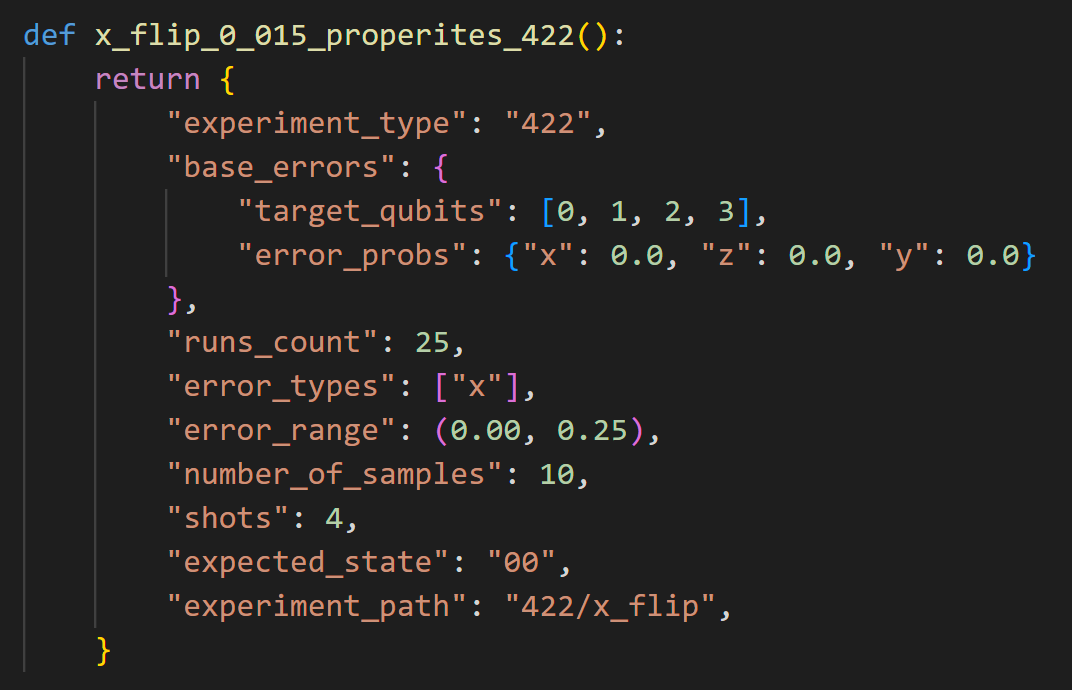 def x_flip_0_015_properites_422():
    return {
        "experiment_type": "422",
        "base_errors": {
            "target_qubits": [0, 1, 2, 3],
            "error_probs": {"x": 0.0, "z": 0.0, "y": 0.0}
        },
        "runs_count": 25,
        "error_types": ["x"],
        "error_range": (0.00, 0.25),
        "number_of_samples": 10,
        "shots": 4,
        "expected_state": "00",
        "experiment_path": "422/x_flip",
    }